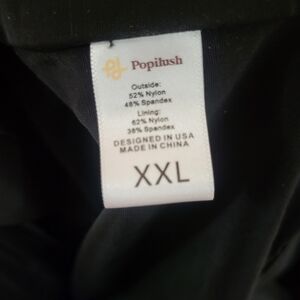 Popilush
Outside:
52% Nylon
48% Spandex
Lining:
62% Nylon
38% Spandex
DESIGNED IN USA
MADE IN CHINA
XXL